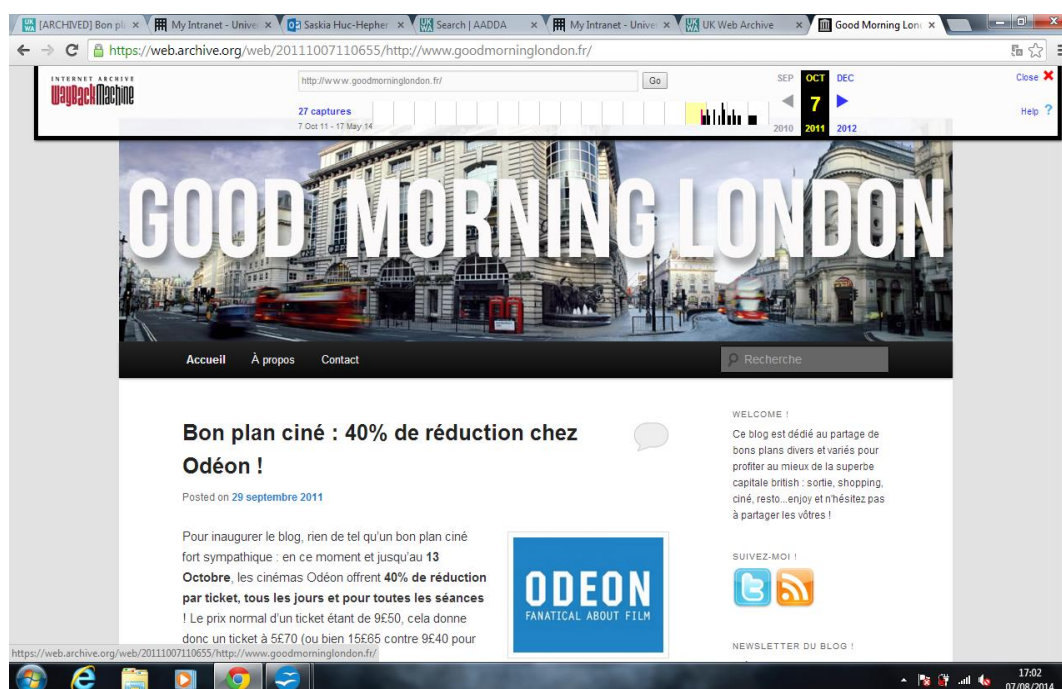 [ARCHIVED] Bon pl
My Intranet - Unive
Saskia Huc-Hepher
Search | AADDA
My Intranet - Unive
UK Web Archive
Good Morning Lon
https://web.archive.org/web/20111007110655/http://www.goodmorninglondon.fr/
INTERNET ARCHIVE
WayBackMachine
http://www.goodmorninglondon.fr/
Go
27 captures
7 Oct 11 - 17 May 14
SEP OCT DEC
7
2010 2011 2012
Close
Help ?
GOOD MORNING LONDON
Accueil À propos Contact
Recherche
Bon plan ciné : 40% de réduction chez
Odéon !
Posted on 29 septembre 2011
Pour inaugurer le blog, rien de tel qu'un bon plan ciné
fort sympathique : en ce moment et jusqu'au 13
Octobre, les cinémas Odéon offrent 40% de réduction
par ticket, tous les jours et pour toutes les séances
! Le prix normal d'un ticket étant de 9£50, cela donne
donc un ticket à 5£70 (ou bien 15£65 contre 9£40 pour
ODEON
FANATICAL ABOUT FILM
WELCOME !
Ce blog est dédié au partage de
bons plans divers et variés pour
profiter au mieux de la superbe
capitale british : sortie, shopping,
ciné, resto...enjoy et n'hésitez pas
à partager les vôtres !
SUIVEZ-MOI !
NEWSLETTER DU BLOG !
https://web.archive.org/web/20111007110655/http://www.goodmorninglondon.fr/
17:02
07/08/2014